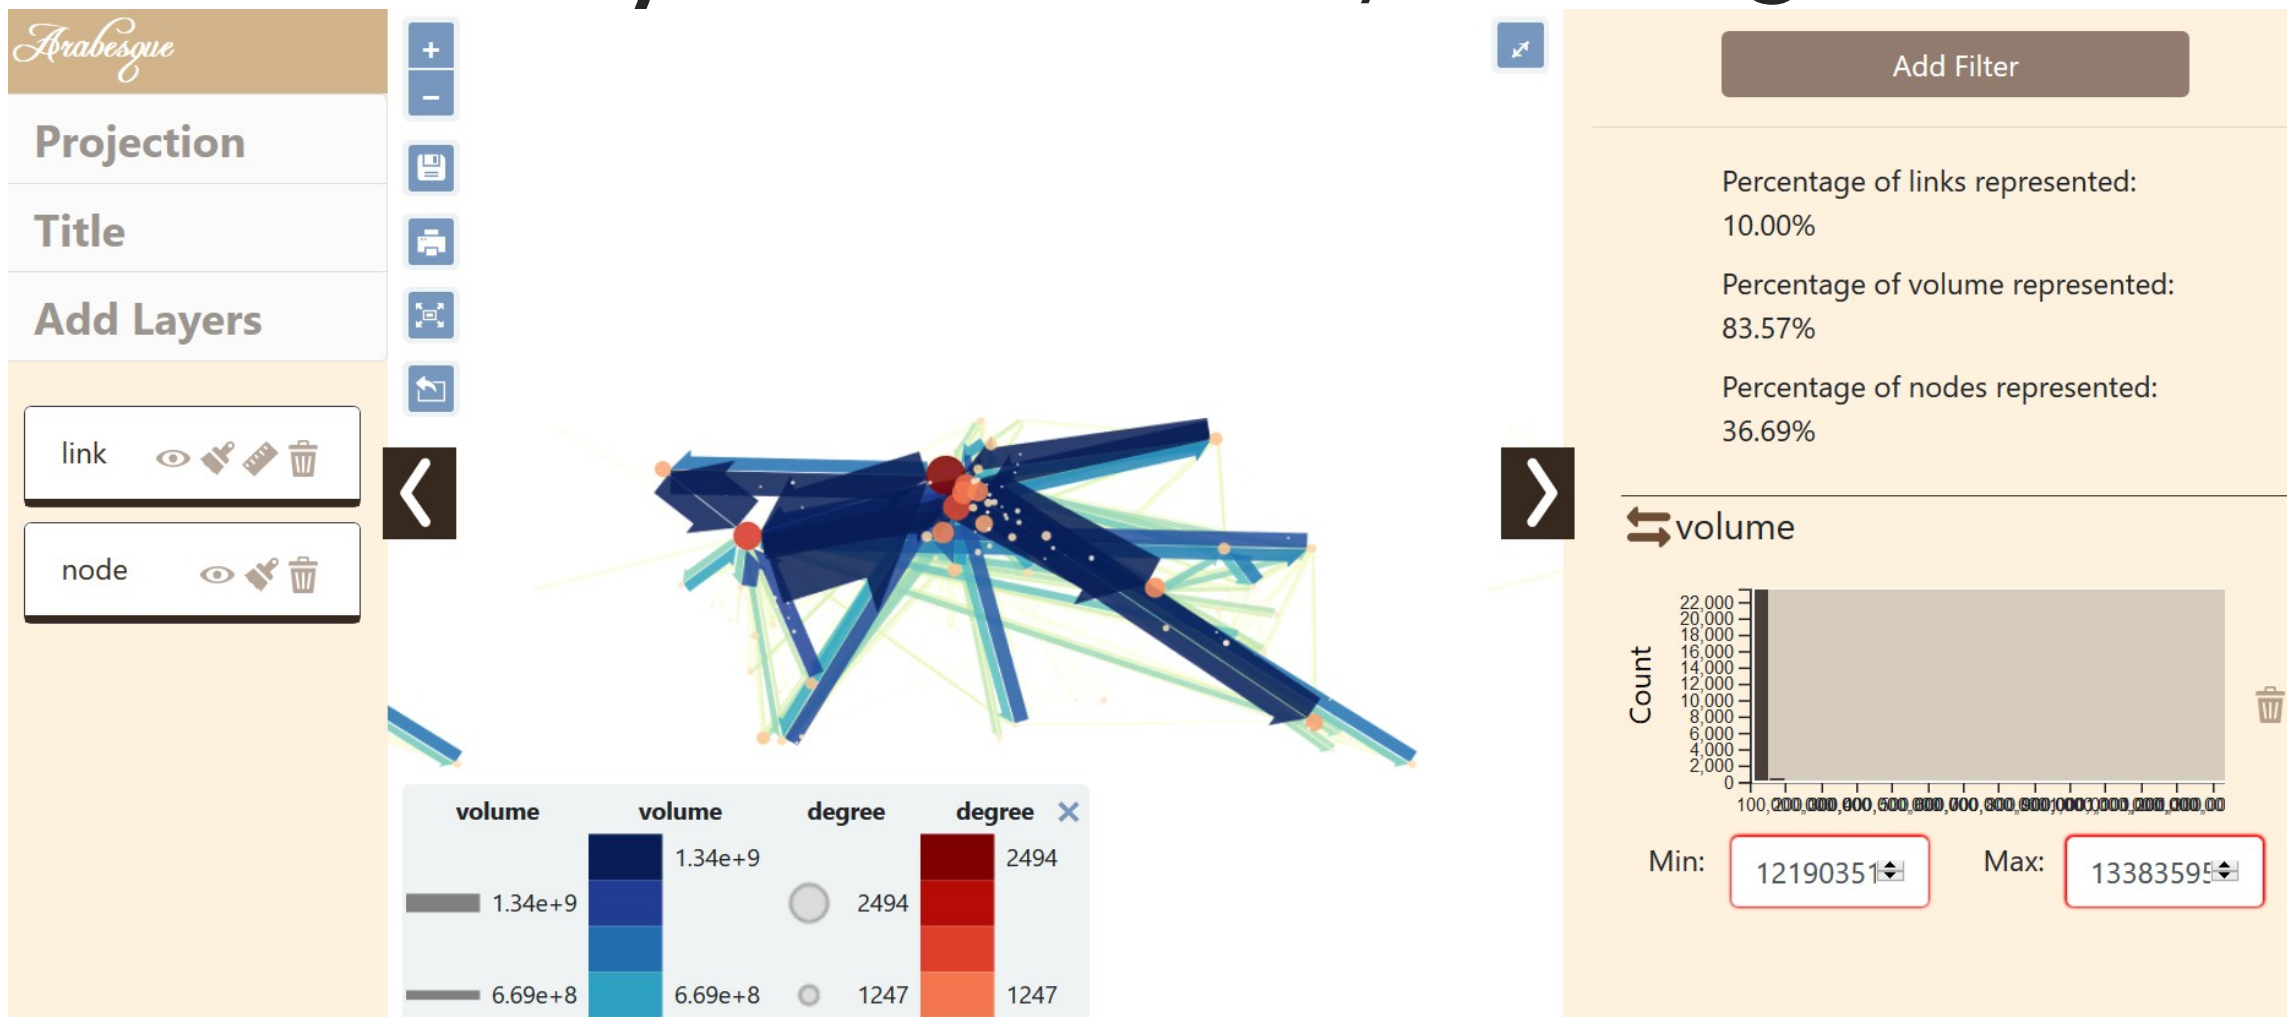 Arabesque
Projection
Title
Add Layers
link
node
+
−
volume volume degree degree
1.34e+9
1.34e+9 2494
2494
6.69e+8 6.69e+8 1247 1247
Add Filter
Percentage of links represented:
10.00%
Percentage of volume represented:
83.57%
Percentage of nodes represented:
36.69%
volume
Count
22,000
20,000
18,000
16,000
14,000
12,000
10,000
8,000
6,000
4,000
2,000
0
Min: 12190351 Max: 13383595